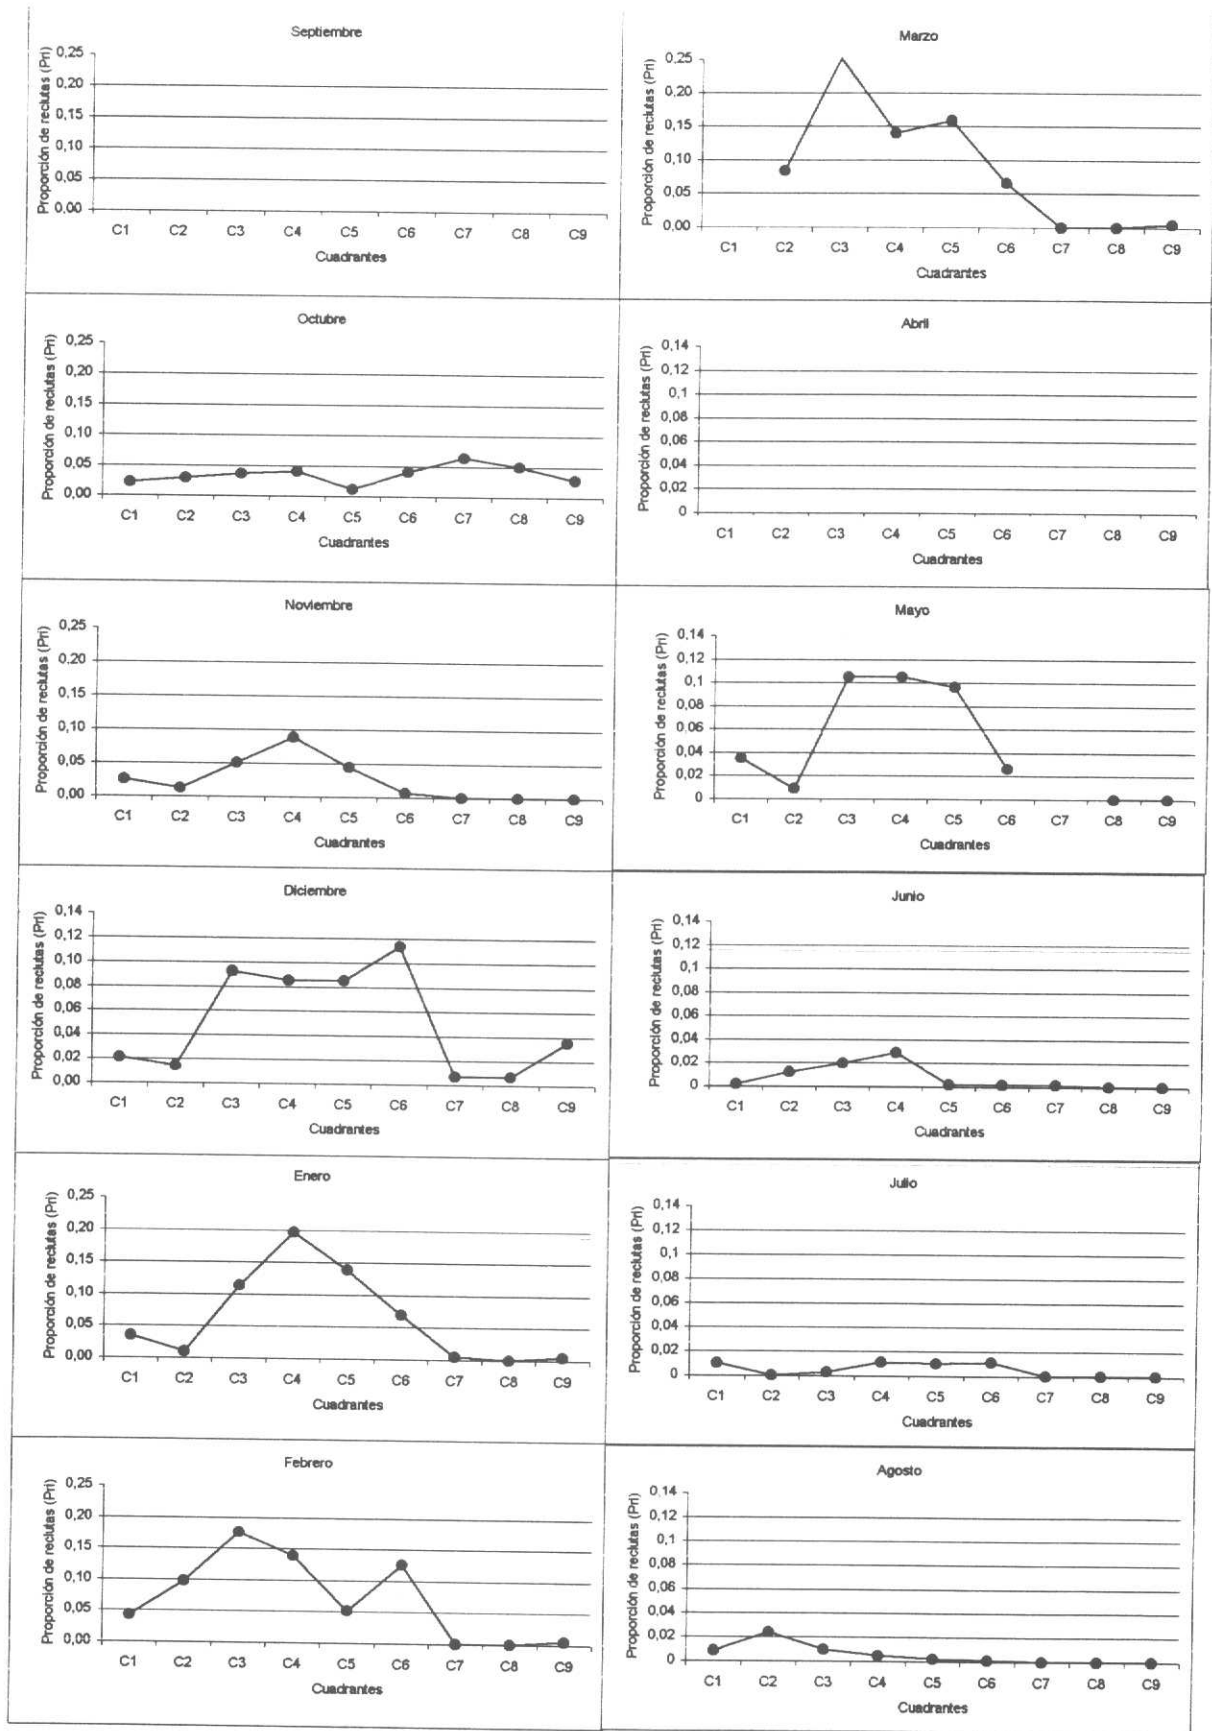 Septiembre
Proporción de reclutas (Pri)
0,25
0,20
0,15
0,10
0,05
0,00
C1 C2 C3 C4 C5 C6 C7 C8 C9
Cuadrantes
Marzo
Proporción de reclutas (Pri)
0,25
0,20
0,15
0,10
0,05
0,00
C1 C2 C3 C4 C5 C6 C7 C8 C9
Cuadrantes
Octubre
Proporción de reclutas (Pri)
0,25
0,20
0,15
0,10
0,05
0,00
C1 C2 C3 C4 C5 C6 C7 C8 C9
Cuadrantes
Abril
Proporción de reclutas (Pri)
0,14
0,12
0,1
0,08
0,06
0,04
0,02
0
C1 C2 C3 C4 C5 C6 C7 C8 C9
Cuadrantes
Noviembre
Proporción de reclutas (Pri)
0,25
0,20
0,15
0,10
0,05
0,00
C1 C2 C3 C4 C5 C6 C7 C8 C9
Cuadrantes
Mayo
Proporción de reclutas (Pri)
0,14
0,12
0,1
0,08
0,06
0,04
0,02
0
C1 C2 C3 C4 C5 C6 C7 C8 C9
Cuadrantes
Diciembre
Proporción de reclutas (Pri)
0,14
0,12
0,10
0,08
0,06
0,04
0,02
0,00
C1 C2 C3 C4 C5 C6 C7 C8 C9
Cuadrantes
Junio
Proporción de reclutas (Pri)
0,14
0,12
0,1
0,08
0,06
0,04
0,02
0
C1 C2 C3 C4 C5 C6 C7 C8 C9
Cuadrantes
Enero
Proporción de reclutas (Pri)
0,25
0,20
0,15
0,10
0,05
0,00
C1 C2 C3 C4 C5 C6 C7 C8 C9
Cuadrantes
Julio
Proporción de reclutas (Pri)
0,14
0,12
0,1
0,08
0,06
0,04
0,02
0
C1 C2 C3 C4 C5 C6 C7 C8 C9
Cuadrantes
Febrero
Proporción de reclutas (Pri)
0,25
0,20
0,15
0,10
0,05
0,00
C1 C2 C3 C4 C5 C6 C7 C8 C9
Cuadrantes
Agosto
Proporción de reclutas (Pri)
0,14
0,12
0,1
0,08
0,06
0,04
0,02
0
C1 C2 C3 C4 C5 C6 C7 C8 C9
Cuadrantes